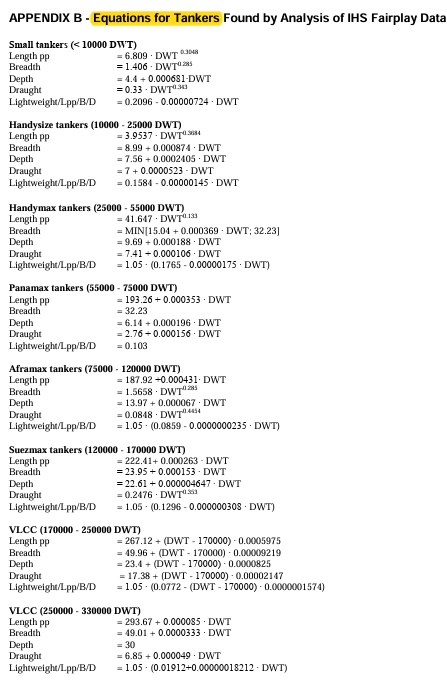 APPENDIX B - Equations for Tankers Found by Analysis of IHS Fairplay Data
Small tankers (< 10000 DWT)
Length pp = 6.809 · DWT^0.3048
Breadth = 1.406 · DWT^0.285
Depth = 4.4 + 0.000681·DWT
Draught = 0.33 · DWT^0.343
Lightweight/Lpp/B/D = 0.2096 - 0.00000724 · DWT
Handysize tankers (10000 - 25000 DWT)
Length pp = 3.9537 · DWT^0.3684
Breadth = 8.99 + 0.000874 · DWT
Depth = 7.56 + 0.0002405 · DWT
Draught = 7 + 0.0000523 · DWT
Lightweight/Lpp/B/D = 0.1584 - 0.00000145 · DWT
Handymax tankers (25000 - 55000 DWT)
Length pp = 41.647 · DWT^0.133
Breadth = MIN[15.04 + 0.000369 · DWT; 32.23]
Depth = 9.69 + 0.000188 · DWT
Draught = 7.41 + 0.000106 · DWT
Lightweight/Lpp/B/D = 1.05 · (0.1765 - 0.00000175 · DWT)
Panamax tankers (55000 - 75000 DWT)
Length pp = 193.26 + 0.000353 · DWT
Breadth = 32.23
Depth = 6.14 + 0.000196 · DWT
Draught = 2.76 + 0.000156 · DWT
Lightweight/Lpp/B/D = 0.103
Aframax tankers (75000 - 120000 DWT)
Length pp = 187.92 +0.000431· DWT
Breadth = 1.5658 · DWT^0.285
Depth = 13.97 + 0.000067 · DWT
Draught = 0.0848 · DWT^0.4454
Lightweight/Lpp/B/D = 1.05 · (0.0859 - 0.0000000235 · DWT)
Suezmax tankers (120000 - 170000 DWT)
Length pp = 222.41+ 0.000263 · DWT
Breadth = 23.95 + 0.000153 · DWT
Depth = 22.61 + 0.000004647 · DWT
Draught = 0.2476 · DWT^0.353
Lightweight/Lpp/B/D = 1.05 · (0.1296 - 0.000000308 · DWT)
VLCC (170000 - 250000 DWT)
Length pp = 267.12 + (DWT - 170000) · 0.0005975
Breadth = 49.96 + (DWT - 170000) · 0.00009219
Depth = 23.4 + (DWT - 170000) · 0.0000825
Draught = 17.38 + (DWT - 170000) · 0.00002147
Lightweight/Lpp/B/D = 1.05 · (0.0772 - (DWT - 170000) · 0.0000001574)
VLCC (250000 - 330000 DWT)
Length pp = 293.67 + 0.000085 · DWT
Breadth = 49.01 + 0.0000333 · DWT
Depth = 30
Draught = 6.85 + 0.000049 · DWT
Lightweight/Lpp/B/D = 1.05 · (0.01912+0.00000018212 · DWT)